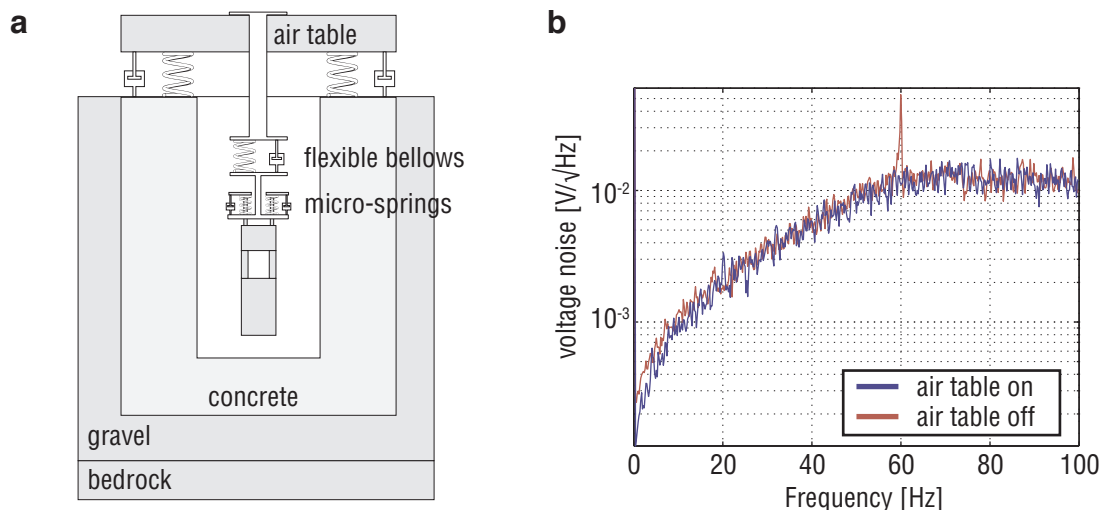 a
air table
flexible bellows
micro-springs
concrete
gravel
bedrock
b
voltage noise [V/√Hz]
10⁻²
10⁻³
air table on
air table off
0 20 40 60 80 100
Frequency [Hz]